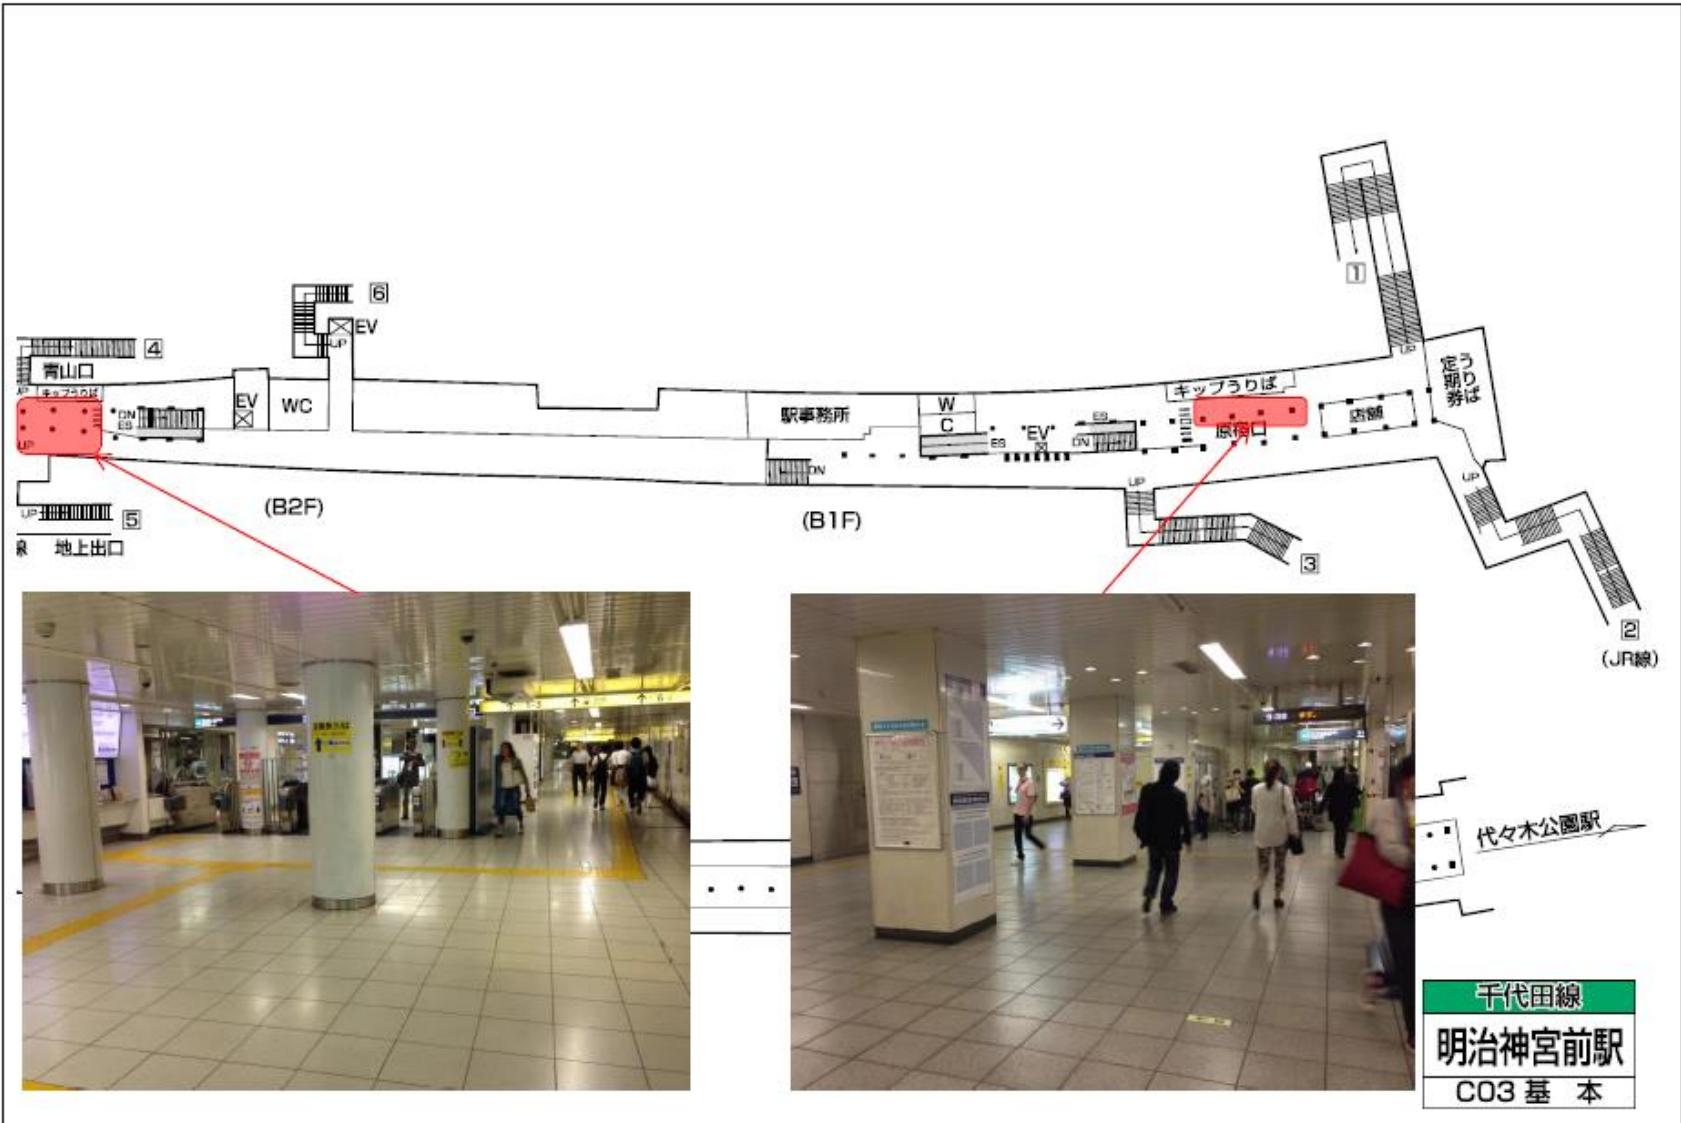 1
6
EV
UP
4
青山口
UP
キップうりば
DN
ES
UP
EV
WC
駅事務所
W
C
ES
EV
ES
DN
DN
キップうりば
原宿口
店舗
定期券
うりば
UP
UP
UP
3
2
(JR線)
UP
5
線 地上出口
(B2F)
(B1F)
代々木公園駅
千代田線
明治神宮前駅
C03 基 本